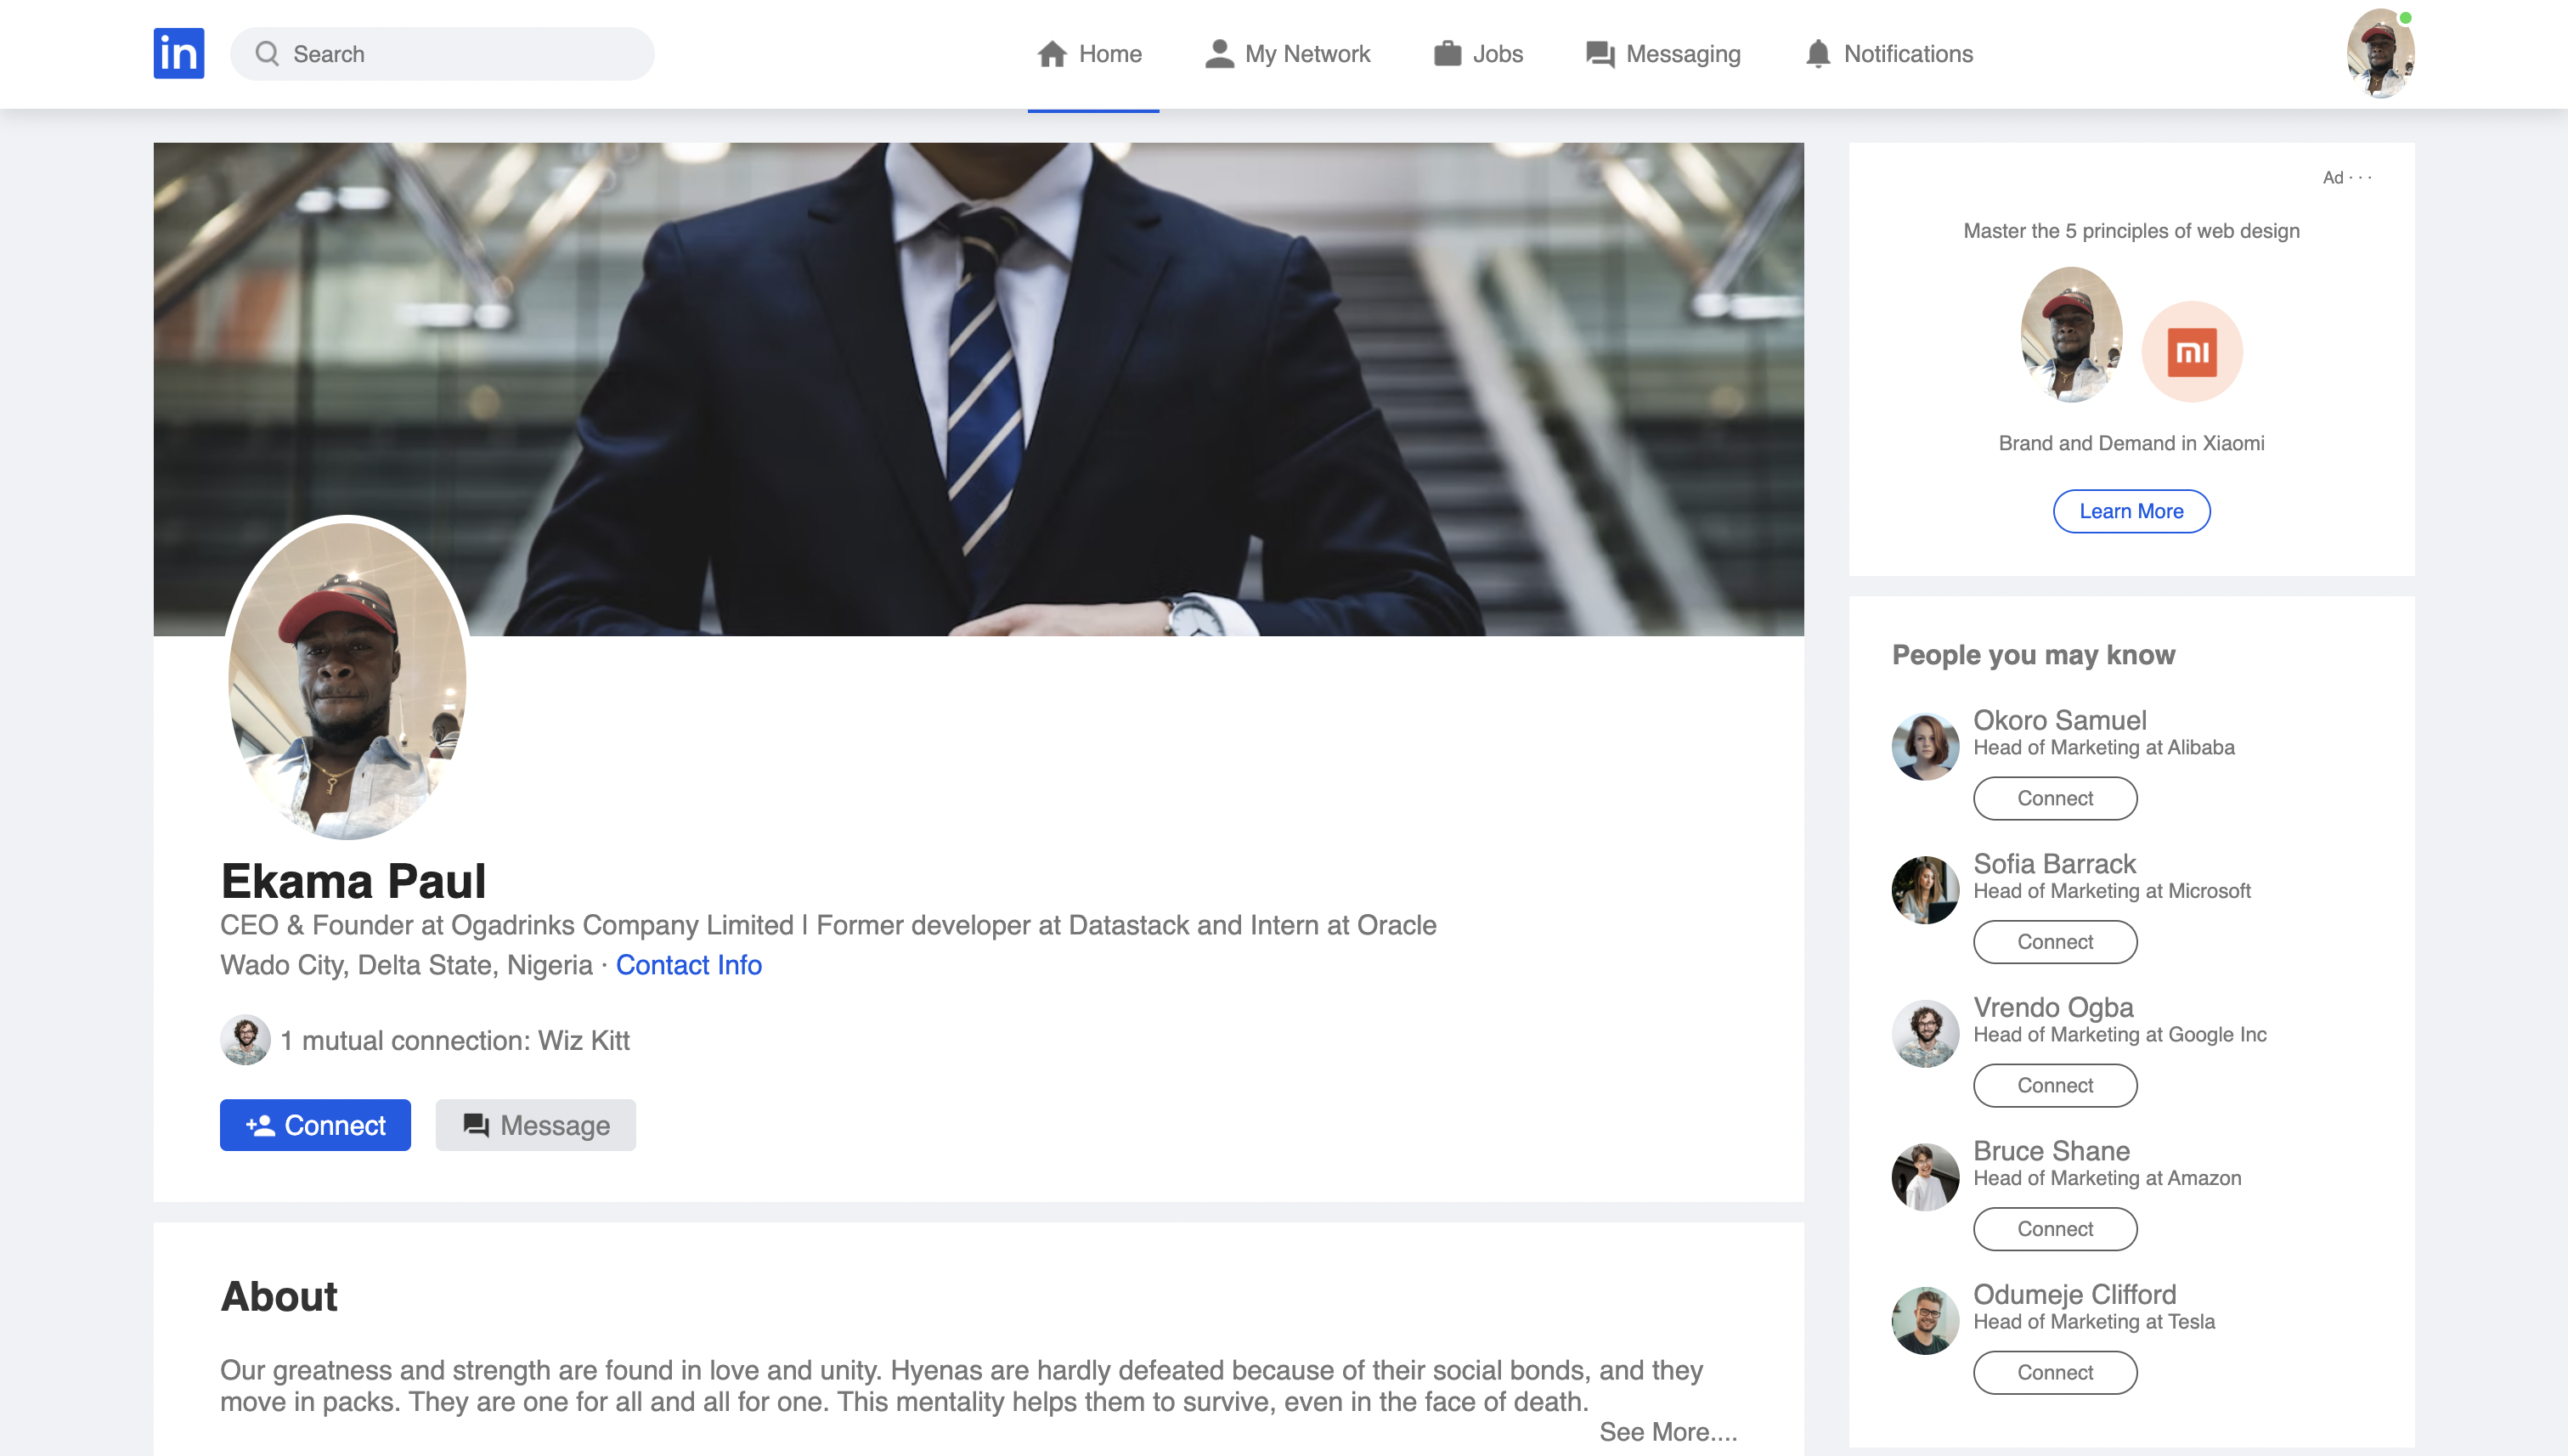 in
Search
Home
My Network
Jobs
Messaging
Notifications
Ekama Paul
CEO & Founder at Ogadrinks Company Limited | Former developer at Datastack and Intern at Oracle
Wado City, Delta State, Nigeria · Contact Info
1 mutual connection: Wiz Kitt
Connect
Message
About
Our greatness and strength are found in love and unity. Hyenas are hardly defeated because of their social bonds, and they
move in packs. They are one for all and all for one. This mentality helps them to survive, even in the face of death.
See More....
Ad · · ·
Master the 5 principles of web design
mi
Brand and Demand in Xiaomi
Learn More
People you may know
Okoro Samuel
Head of Marketing at Alibaba
Connect
Sofia Barrack
Head of Marketing at Microsoft
Connect
Vrendo Ogba
Head of Marketing at Google Inc
Connect
Bruce Shane
Head of Marketing at Amazon
Connect
Odumeje Clifford
Head of Marketing at Tesla
Connect